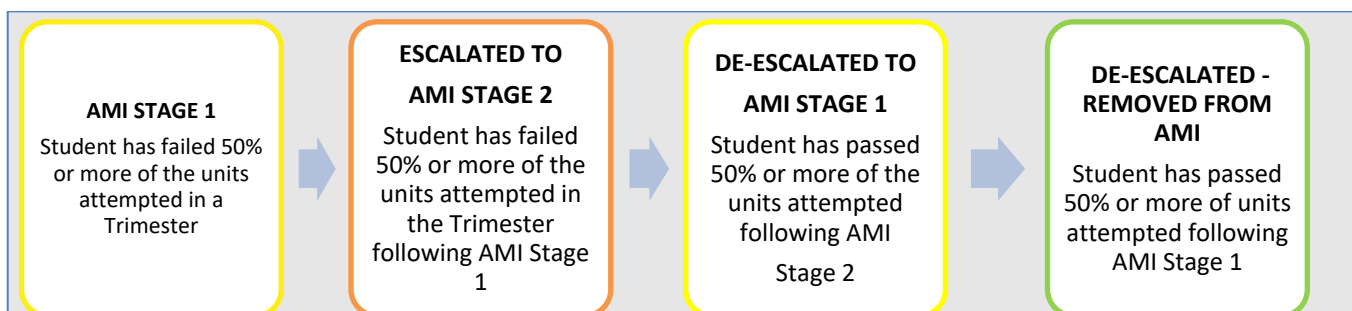 AMI STAGE 1
Student has failed 50%
or more of the units
attempted in a
Trimester
ESCALATED TO
AMI STAGE 2
Student has failed
50% or more of the
units attempted in
the Trimester
following AMI Stage
1
DE-ESCALATED TO
AMI STAGE 1
Student has passed
50% or more of the
units attempted
following AMI
Stage 2
DE-ESCALATED -
REMOVED FROM
AMI
Student has passed
50% or more of units
attempted following
AMI Stage 1